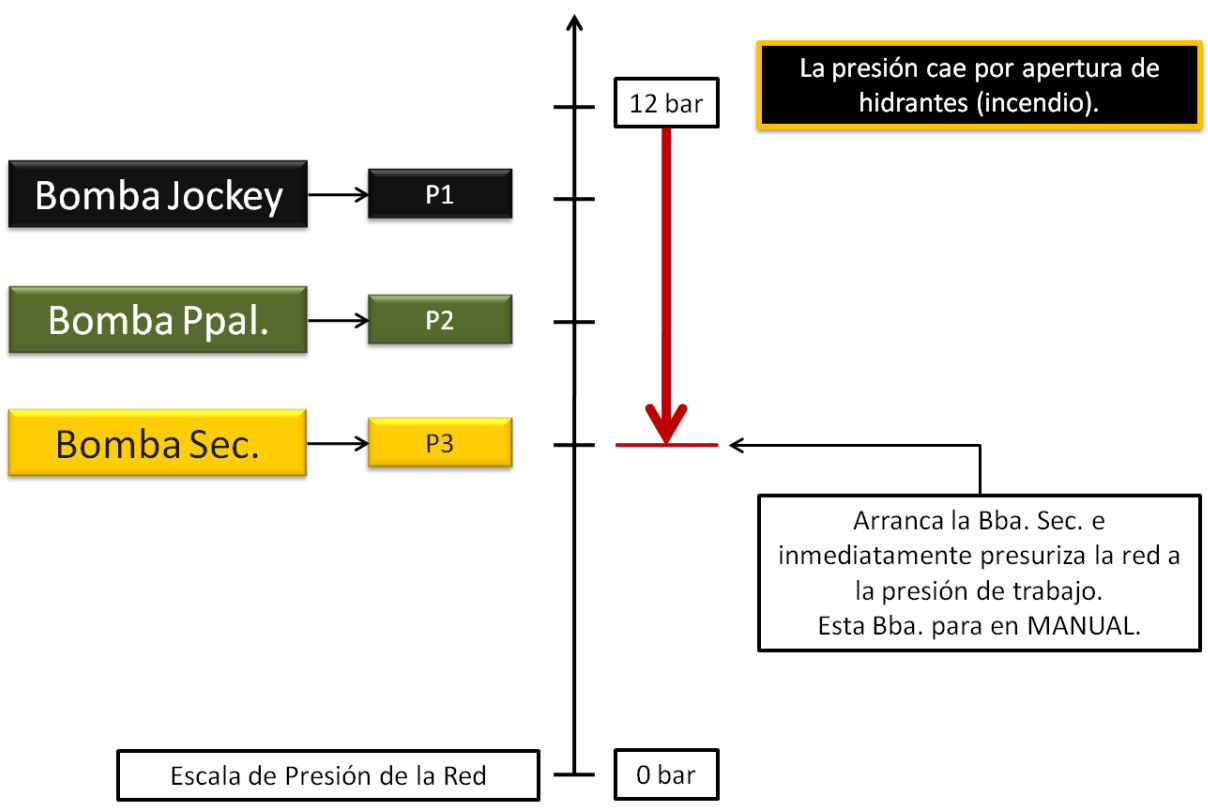 La presión cae por apertura de
hidrantes (incendio).
12 bar
Bomba Jockey
P1
Bomba Ppal.
P2
Bomba Sec.
P3
Arranca la Bba. Sec. e
inmediatamente presuriza la red a
la presión de trabajo.
Esta Bba. para en MANUAL.
Escala de Presión de la Red
0 bar